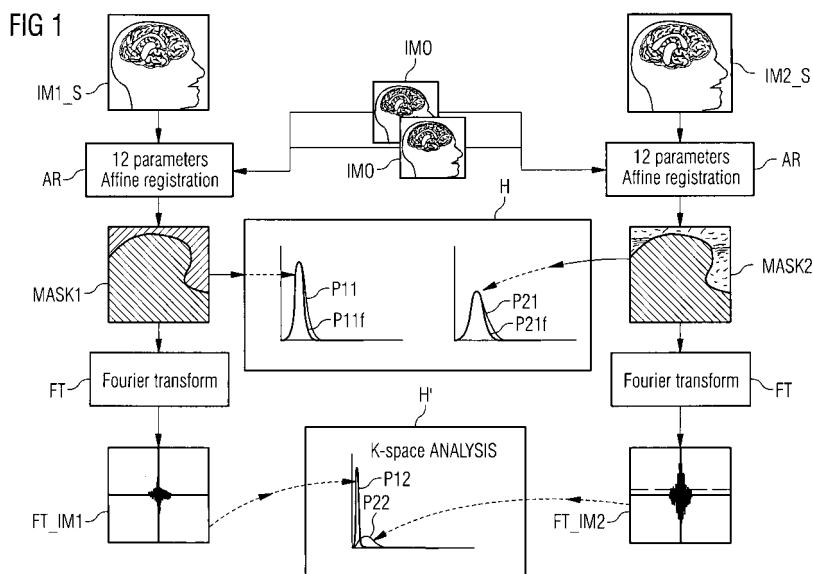 FIG 1
IM1_S
IM0
IM0
IM2_S
AR
12 parameters
Affine registration
12 parameters
Affine registration
AR
H
MASK1
P11
P11f
P21
P21f
MASK2
FT
Fourier transform
Fourier transform
FT
H'
K-space ANALYSIS
P12
P22
FT_IM1
FT_IM2